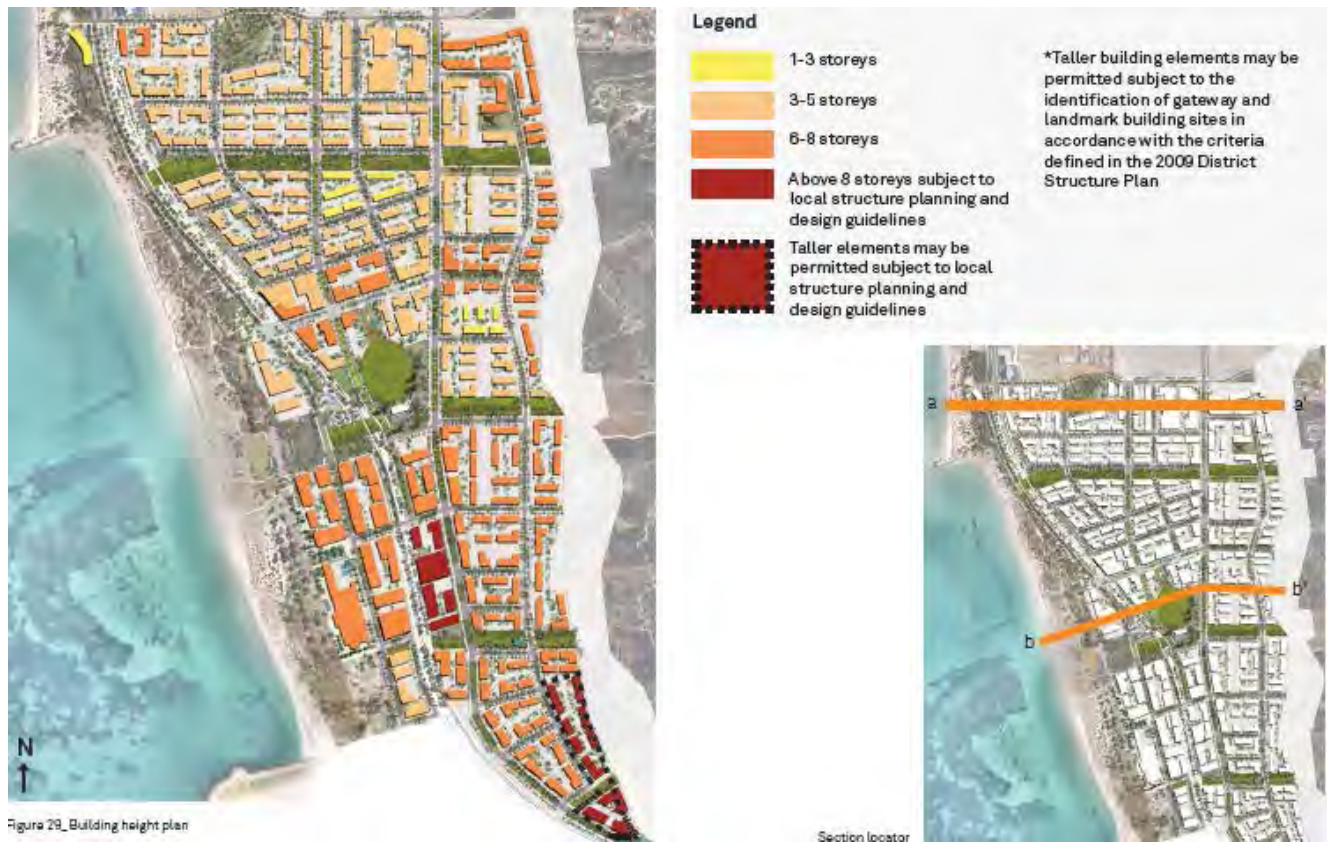 Legend
1-3 storeys
3-5 storeys
6-8 storeys
Above 8 storeys subject to
local structure planning and
design guidelines
Taller elements may be
permitted subject to local
structure planning and
design guidelines
*Taller building elements may be
permitted subject to the
identification of gateway and
landmark building sites in
accordance with the criteria
defined in the 2009 District
Structure Plan
a
a'
b'
b
N
Figure 29_Building height plan
Section locator